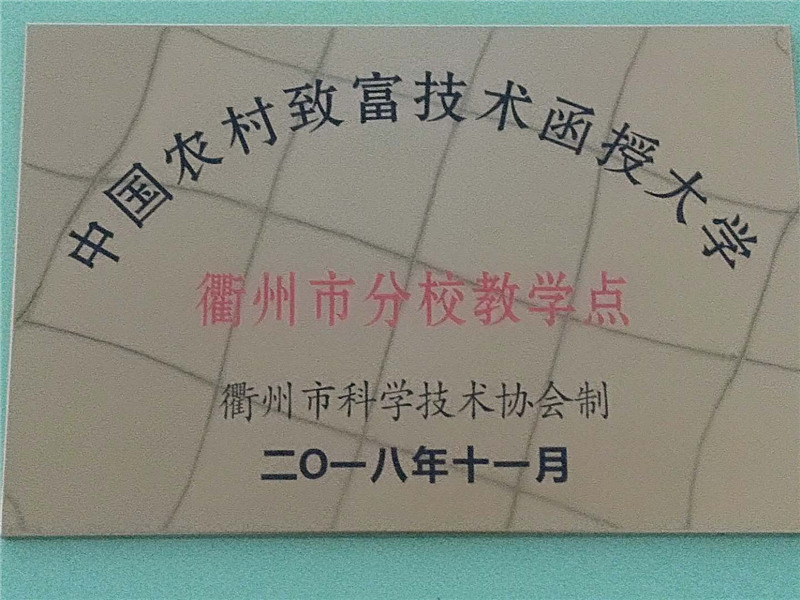 中国农村致富技术函授大学
衢州市分校教学点
衢州市科学技术协会制
二〇一八年十一月